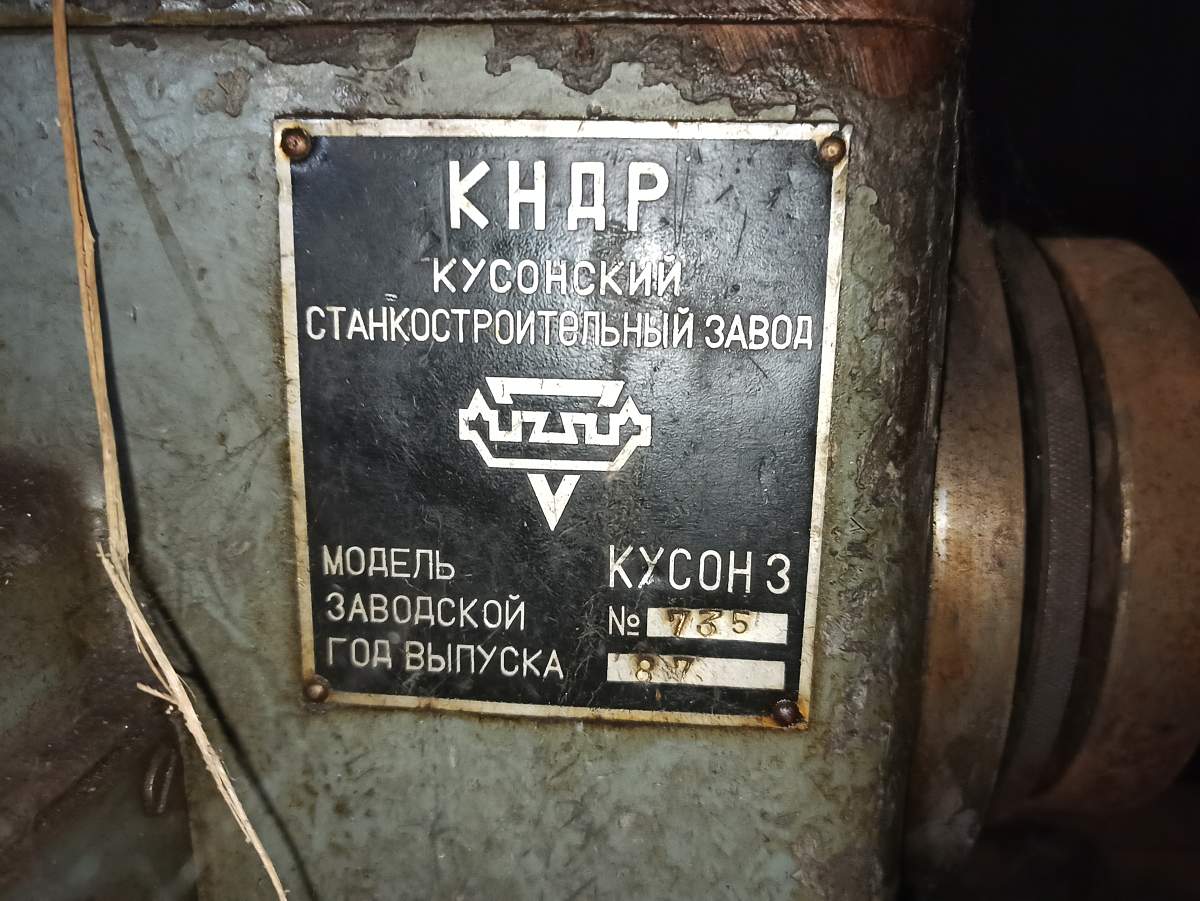 КНДР
КУСОНСКИЙ
СТАНКОСТРОИТЕЛЬНЫЙ ЗАВОД
МОДЕЛЬ КУСОН 3
ЗАВОДСКОЙ № 735
ГОД ВЫПУСКА 87